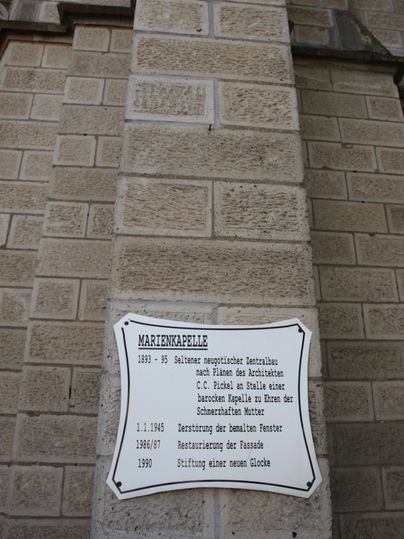 MARIENKAPELLE
1893 - 95 Seltener neugotischer Zentralbau
nach Plänen des Architekten
C.C. Pickel an Stelle einer
barocken Kapelle zu Ehren der
Schmerzhaften Mutter
1.1.1945 Zerstörung der bemalten Fenster
1986/87 Restaurierung der Fassade
1990 Stiftung einer neuen Glocke